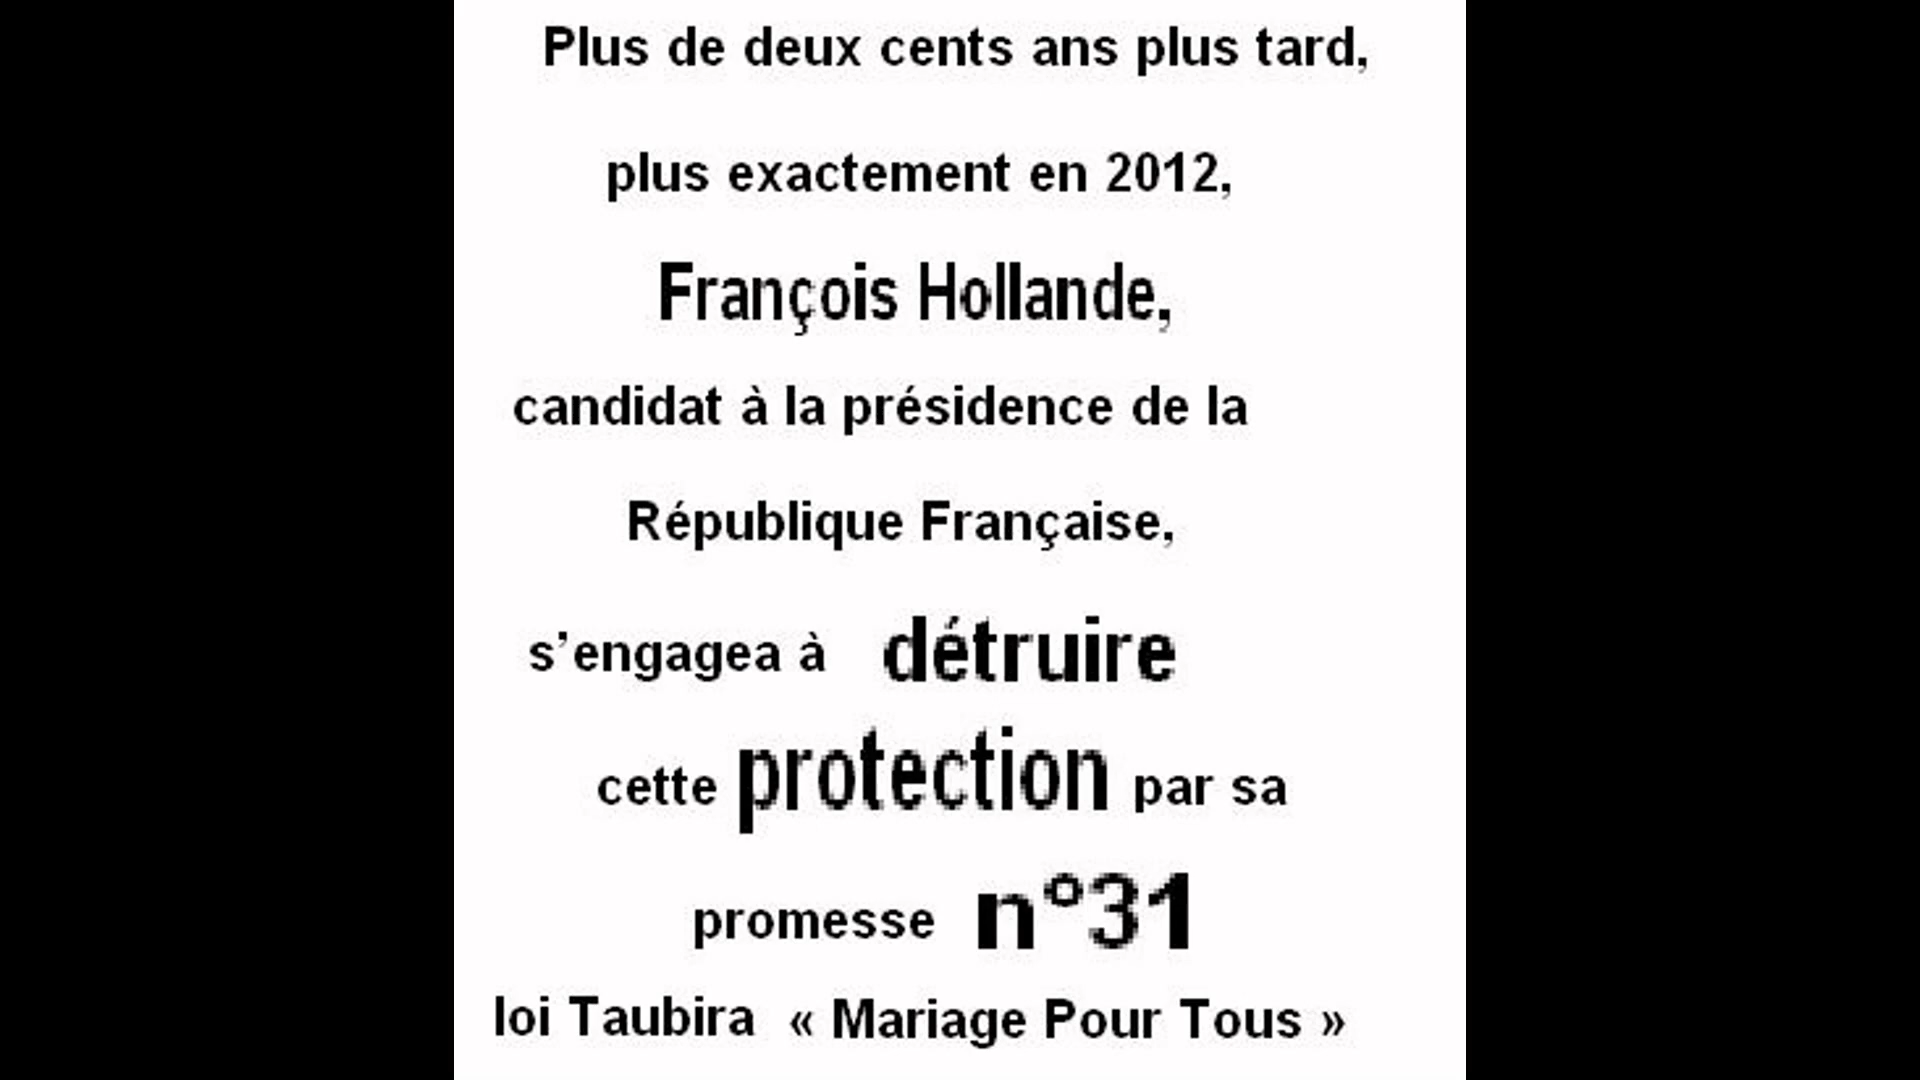 Plus de deux cents ans plus tard,
plus exactement en 2012,
François Hollande,
candidat à la présidence de la
République Française,
s’engagea à détruire
cette protection par sa
promesse n°31
loi Taubira « Mariage Pour Tous »